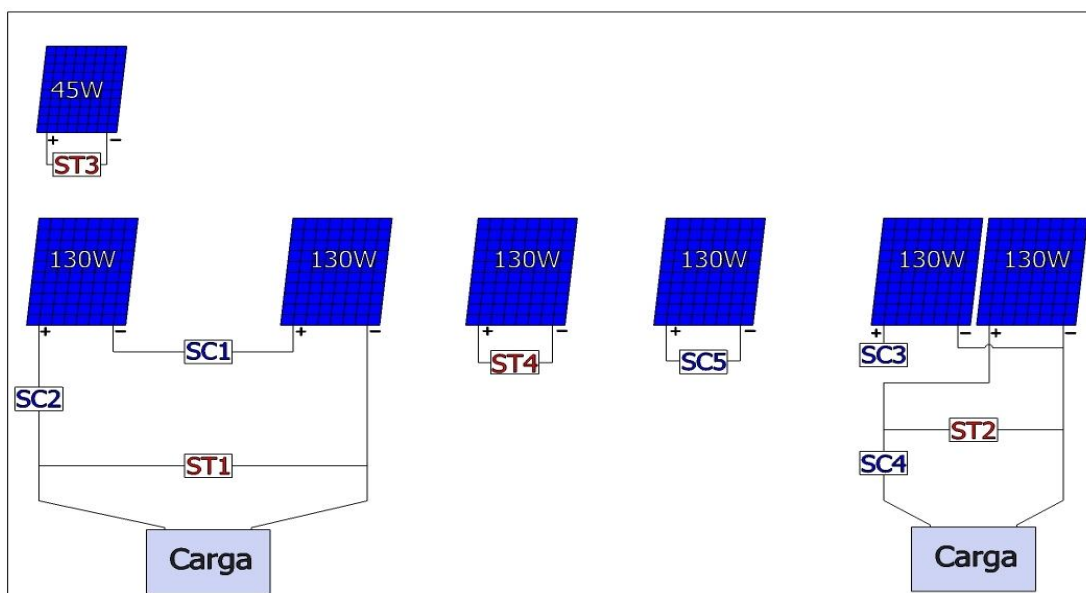 45W
+ −
ST3
130W 130W 130W 130W 130W 130W
+ − + − + − + − + − + −
SC1 ST4 SC5 SC3
SC2
ST1 ST2
SC4
Carga Carga